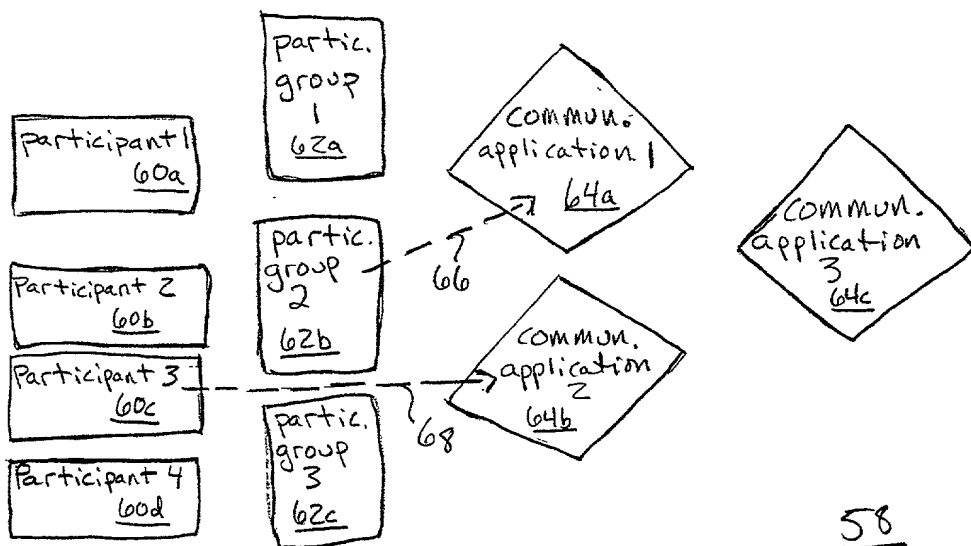 participant 1
60a
Participant 2
60b
Participant 3
60c
Participant 4
60d
partic.
group
1
62a
partic.
group
2
62b
partic.
group
3
62c
commun.
application 1
64a
66
commun.
application
2
64b
68
commun.
application
3
64c
58